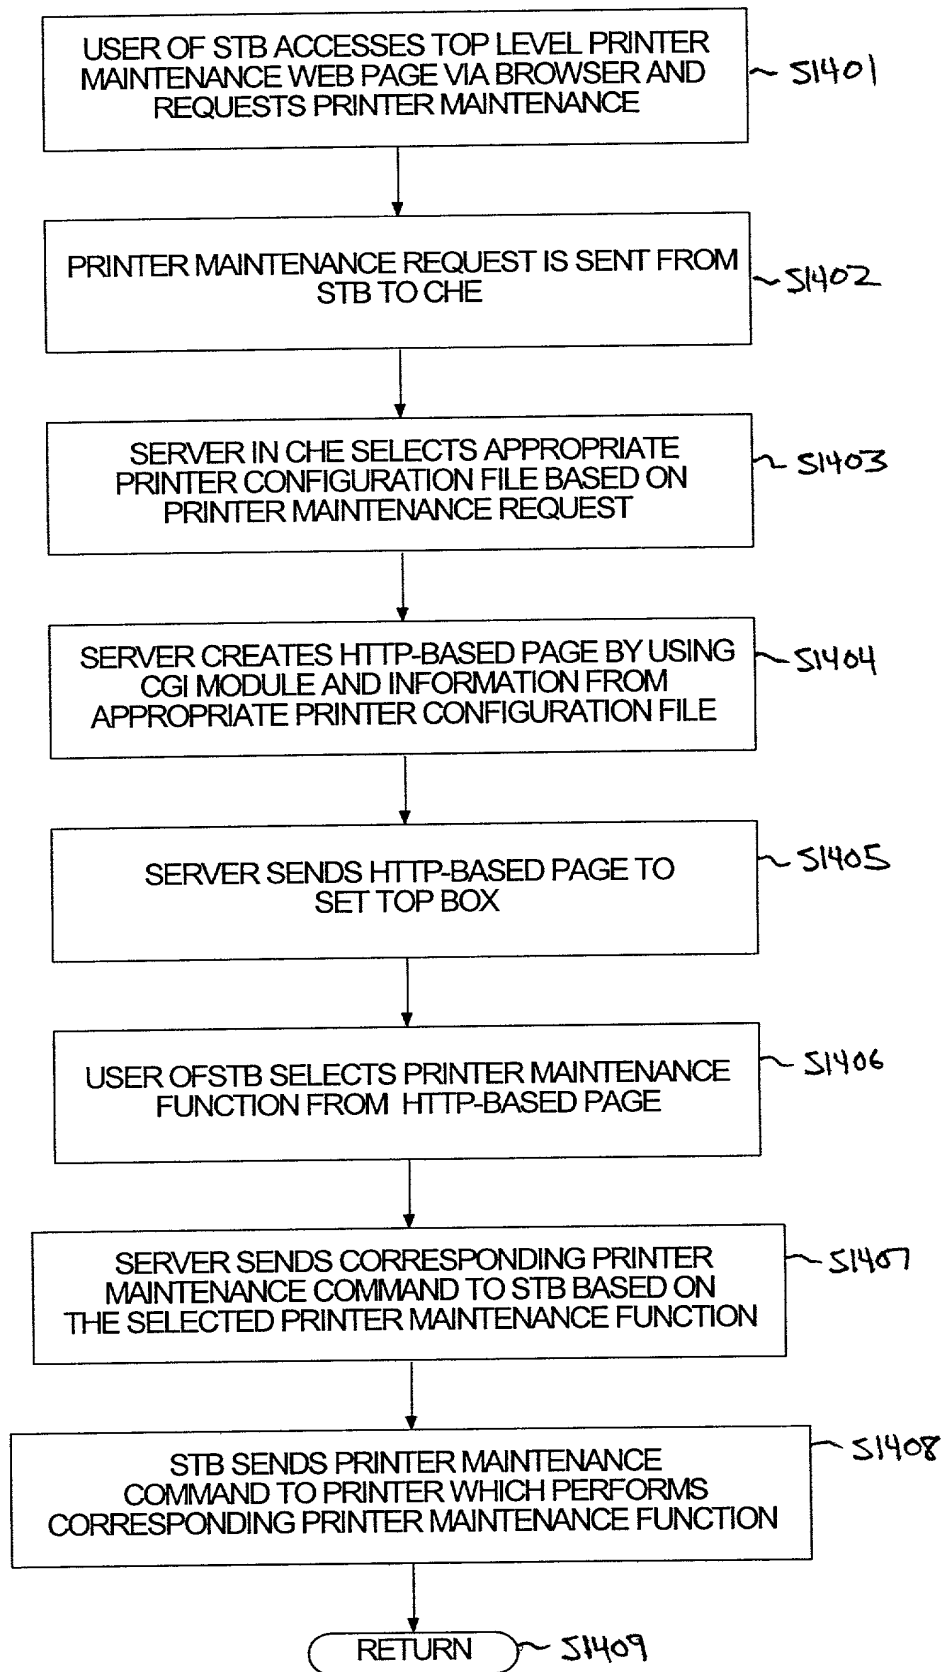 USER OF STB ACCESSES TOP LEVEL PRINTER
MAINTENANCE WEB PAGE VIA BROWSER AND
REQUESTS PRINTER MAINTENANCE
S1401
PRINTER MAINTENANCE REQUEST IS SENT FROM
STB TO CHE
S1402
SERVER IN CHE SELECTS APPROPRIATE
PRINTER CONFIGURATION FILE BASED ON
PRINTER MAINTENANCE REQUEST
S1403
SERVER CREATES HTTP-BASED PAGE BY USING
CGI MODULE AND INFORMATION FROM
APPROPRIATE PRINTER CONFIGURATION FILE
S1404
SERVER SENDS HTTP-BASED PAGE TO
SET TOP BOX
S1405
USER OFSTB SELECTS PRINTER MAINTENANCE
FUNCTION FROM HTTP-BASED PAGE
S1406
SERVER SENDS CORRESPONDING PRINTER
MAINTENANCE COMMAND TO STB BASED ON
THE SELECTED PRINTER MAINTENANCE FUNCTION
S1407
STB SENDS PRINTER MAINTENANCE
COMMAND TO PRINTER WHICH PERFORMS
CORRESPONDING PRINTER MAINTENANCE FUNCTION
S1408
RETURN
S1409